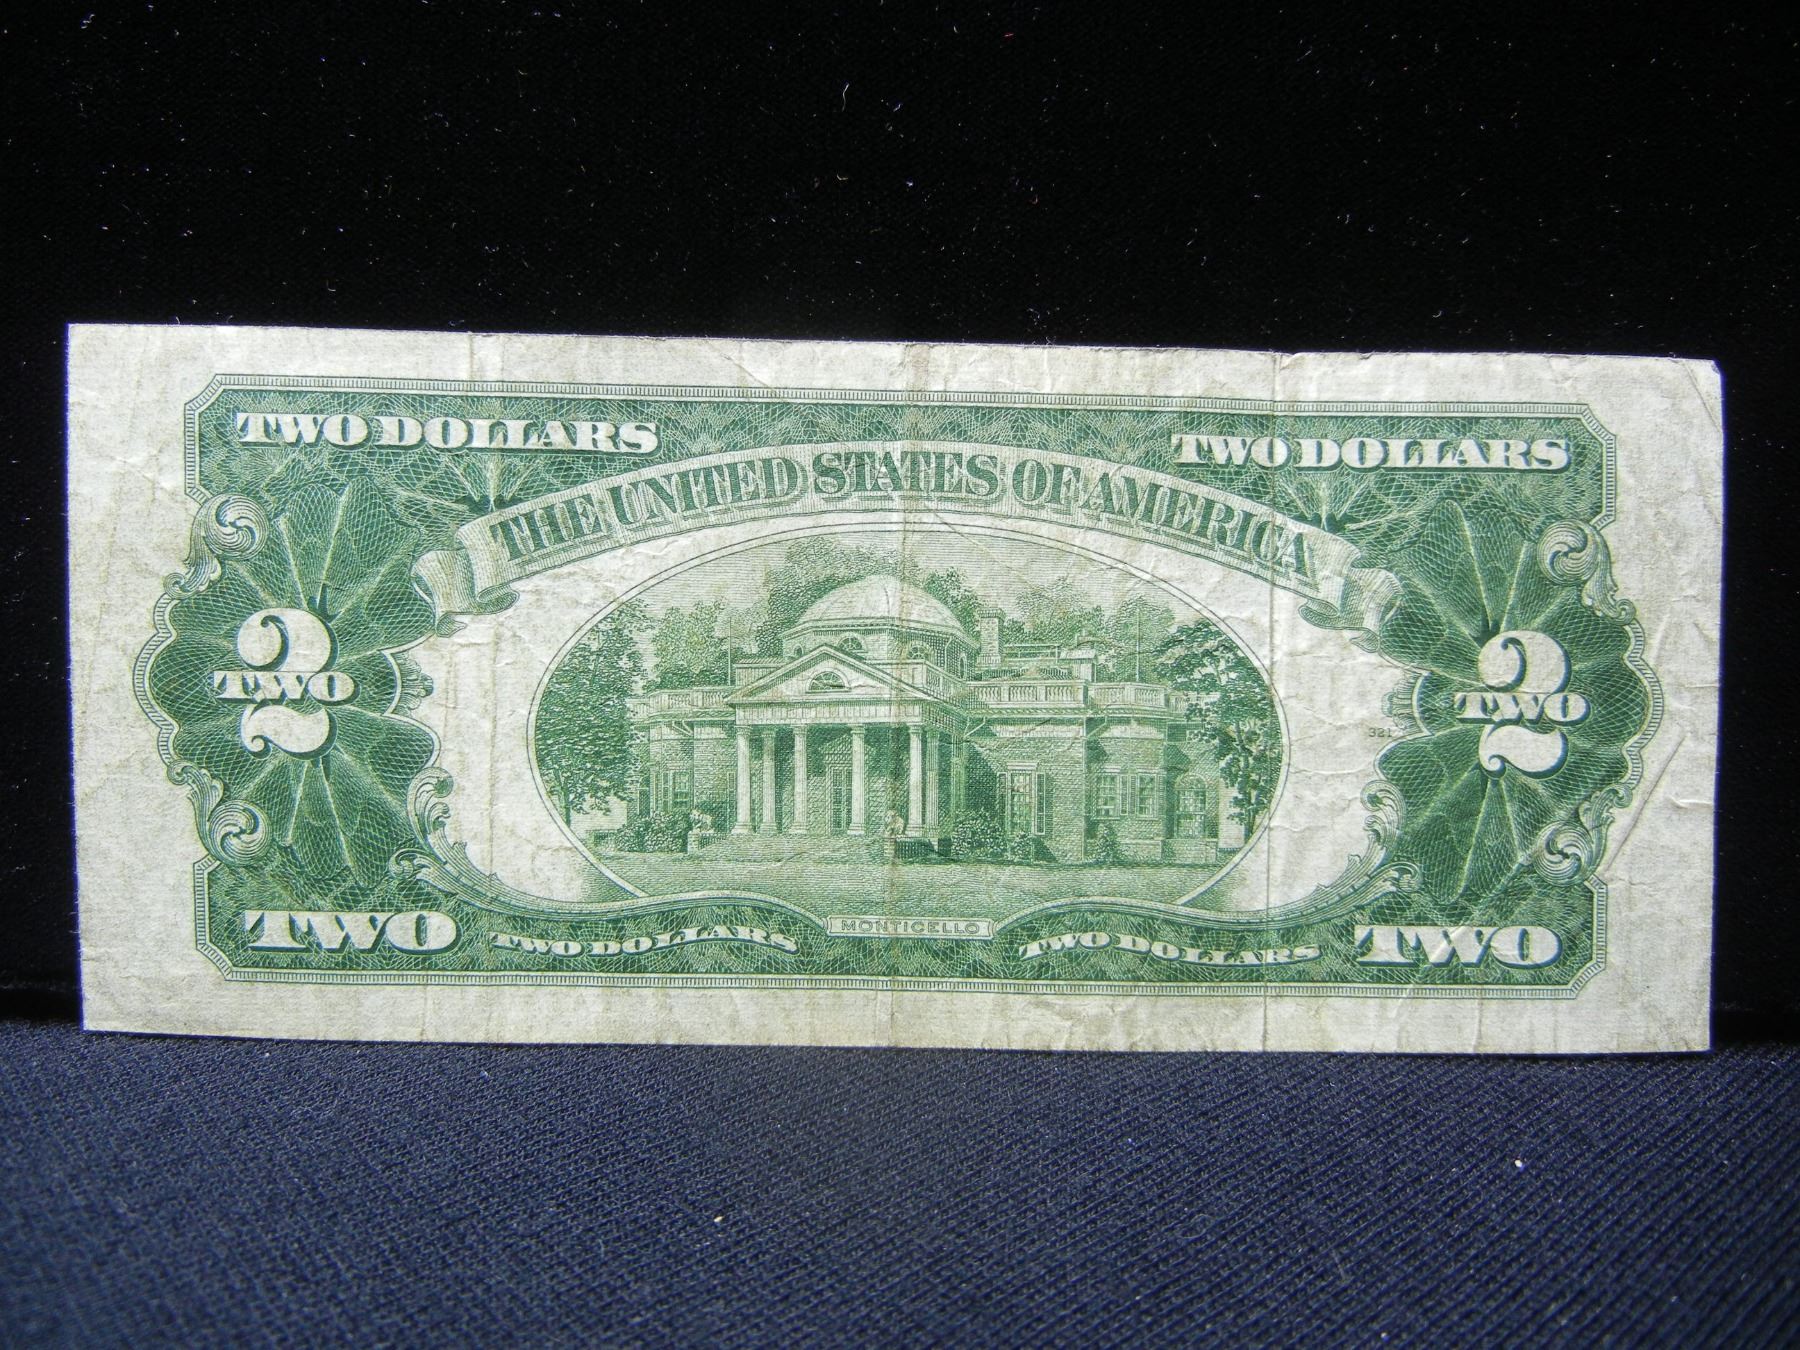 TWO DOLLARS TWO DOLLARS
THE UNITED STATES OF AMERICA
2 TWO
2 TWO
321
MONTICELLO
TWO TWO DOLLARS TWO DOLLARS TWO